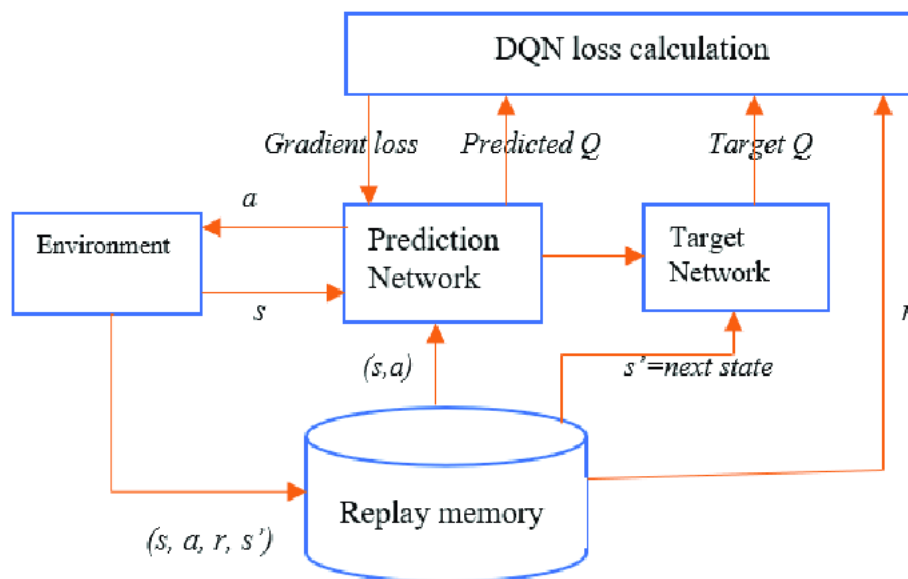 DQN loss calculation
Gradient loss
Predicted Q
Target Q
a
Environment
Prediction
Network
Target
Network
s
r
(s,a)
s’=next state
Replay memory
(s, a, r, s’)